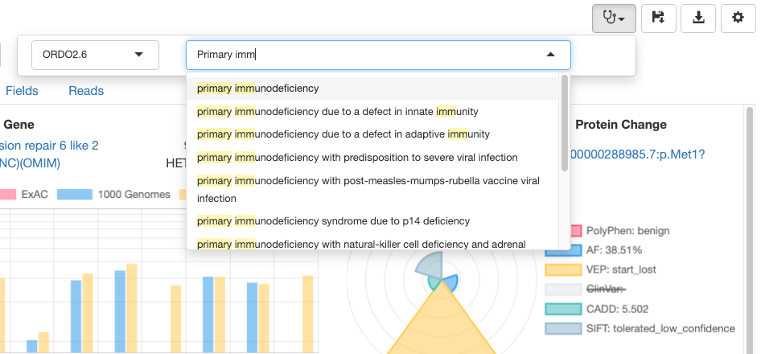 ORDO2.6
Primary imm
primary immunodeficiency
primary immunodeficiency due to a defect in innate immunity
primary immunodeficiency due to a defect in adaptive immunity
primary immunodeficiency with predisposition to severe viral infection
primary immunodeficiency with post-measles-mumps-rubella vaccine viral
infection
primary immunodeficiency syndrome due to p14 deficiency
primary immunodeficiency with natural-killer cell deficiency and adrenal
Fields Reads
Gene
Protein Change
sion repair 6 like 2
NC)(OMIM)
HET
00000288985.7:p.Met1?
ExAC 1000 Genomes
PolyPhen: benign
AF: 38.51%
VEP: start_lost
ClinVar:
CADD: 5.502
SIFT: tolerated_low_confidence